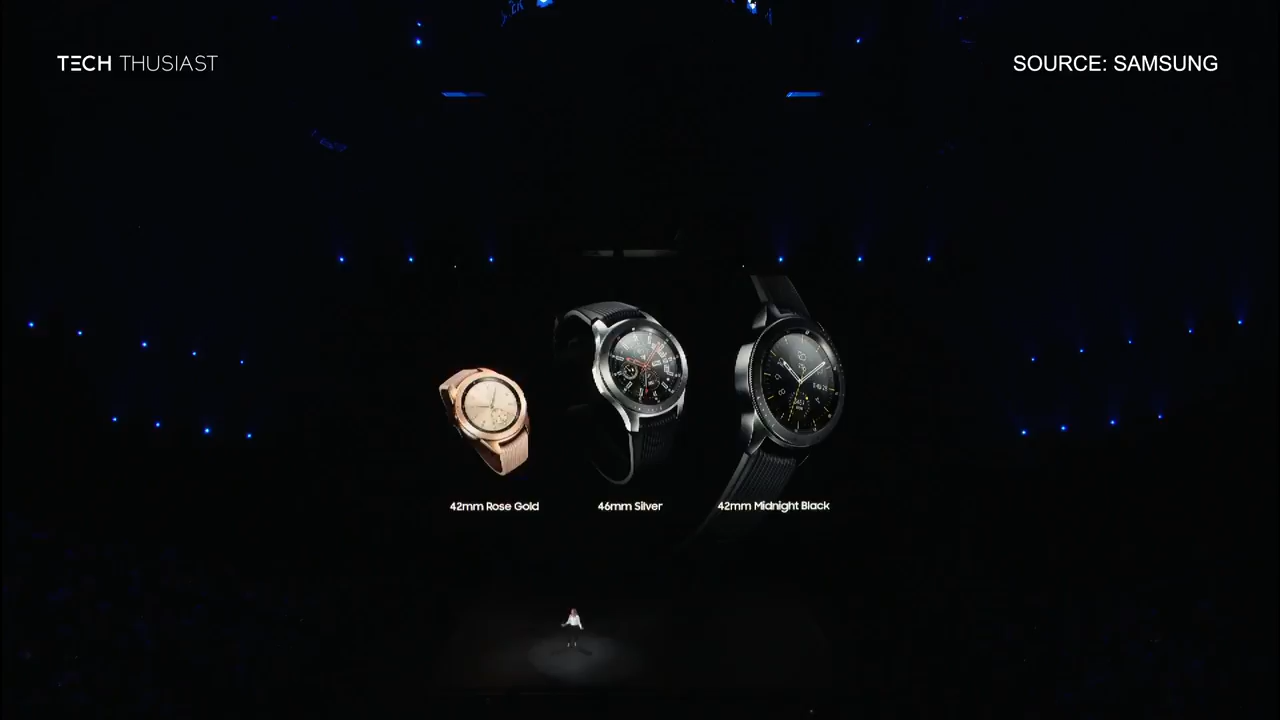 TECH THUSIAST
SOURCE: SAMSUNG
42mm Rose Gold
46mm Silver
42mm Midnight Black